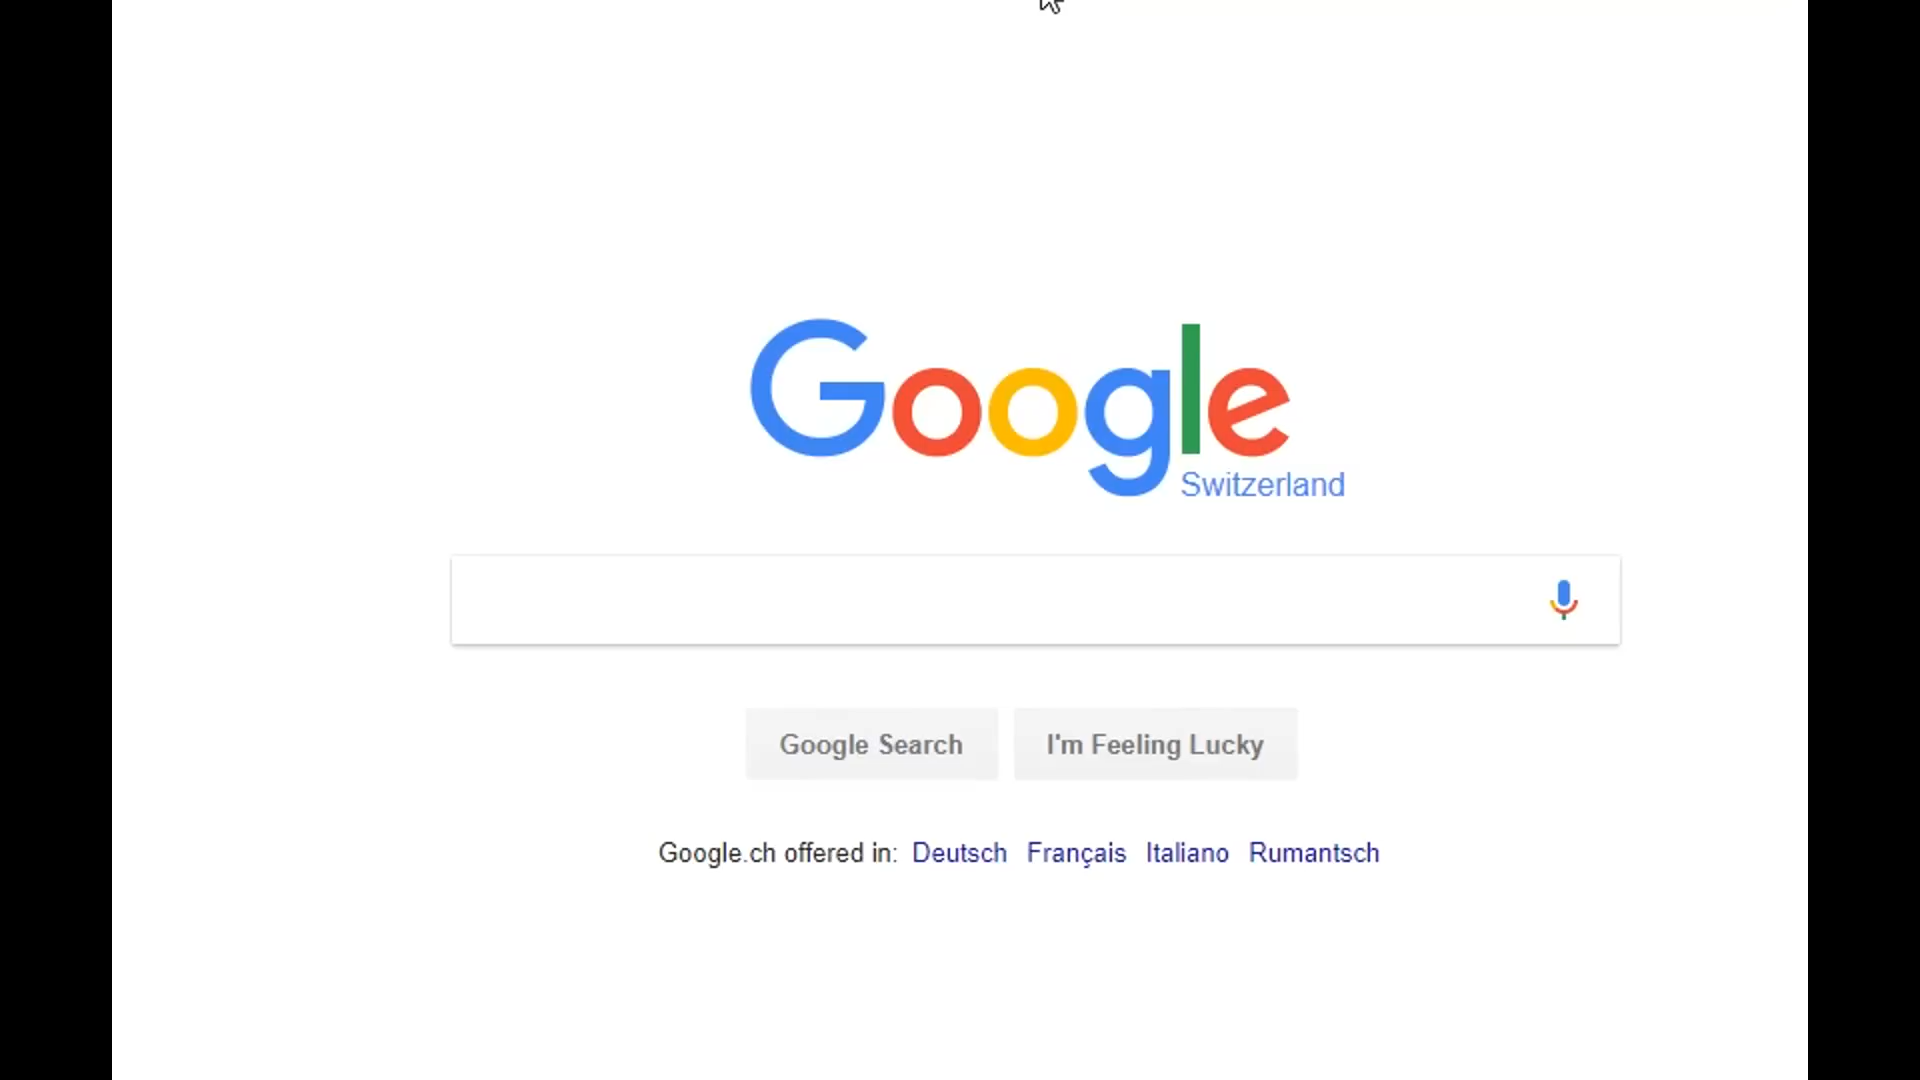 Google
Switzerland
Google Search I'm Feeling Lucky
Google.ch offered in: Deutsch Français Italiano Rumantsch